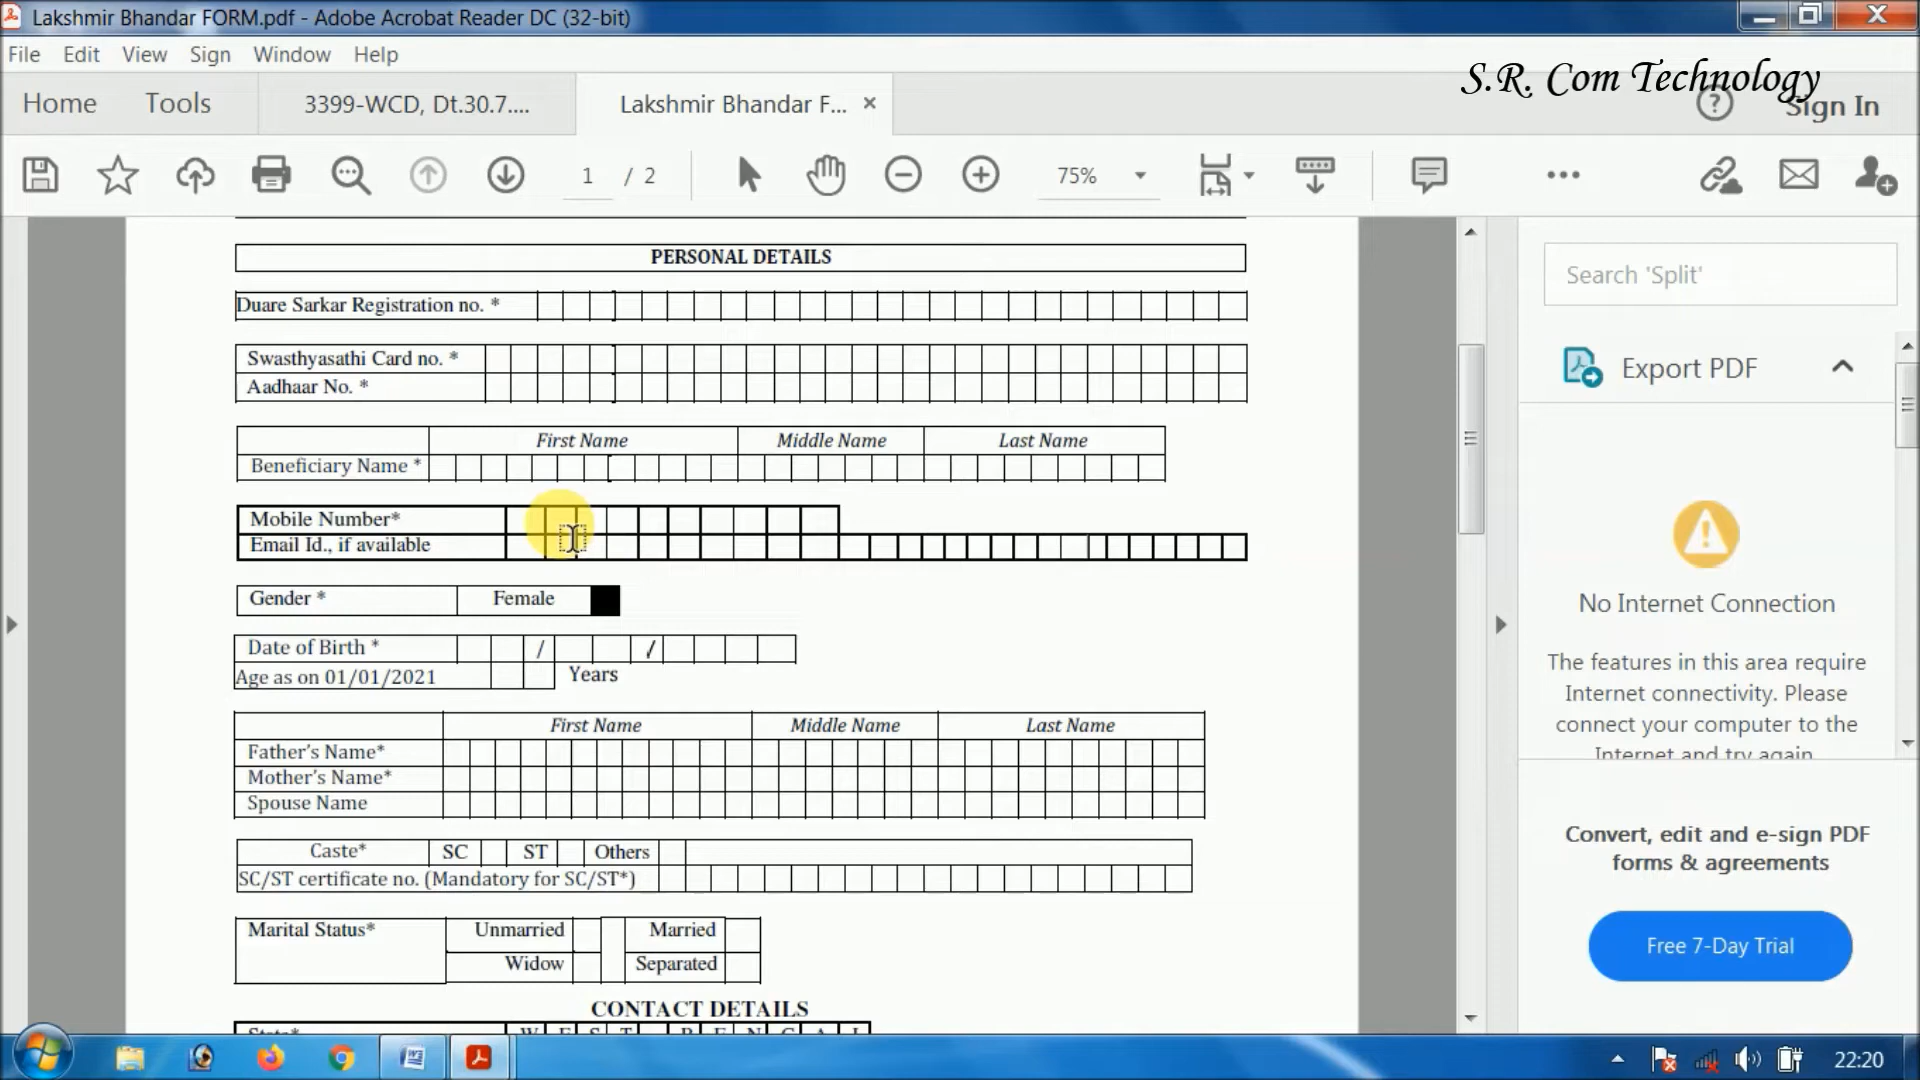 Lakshmir Bhandar FORM.pdf - Adobe Acrobat Reader DC (32-bit)
File Edit View Sign Window Help
S.R. Com Technology
Home Tools 3399-WCD, Dt.30.7.... Lakshmir Bhandar F... × ? Sign In
1 / 2 75%
PERSONAL DETAILS
Duare Sarkar Registration no. *
Swasthyasathi Card no. *
Aadhaar No. *
First Name Middle Name Last Name
Beneficiary Name *
Mobile Number*
Email Id., if available
Gender * Female
Date of Birth * / /
Age as on 01/01/2021 Years
First Name Middle Name Last Name
Father's Name*
Mother's Name*
Spouse Name
Caste* SC ST Others
SC/ST certificate no. (Mandatory for SC/ST*)
Marital Status* Unmarried Married
Widow Separated
CONTACT DETAILS
State* W E S T B E N G A L
Search 'Split'
Export PDF
No Internet Connection
The features in this area require
Internet connectivity. Please
connect your computer to the
Internet and try again.
Convert, edit and e-sign PDF
forms & agreements
Free 7-Day Trial
22:20